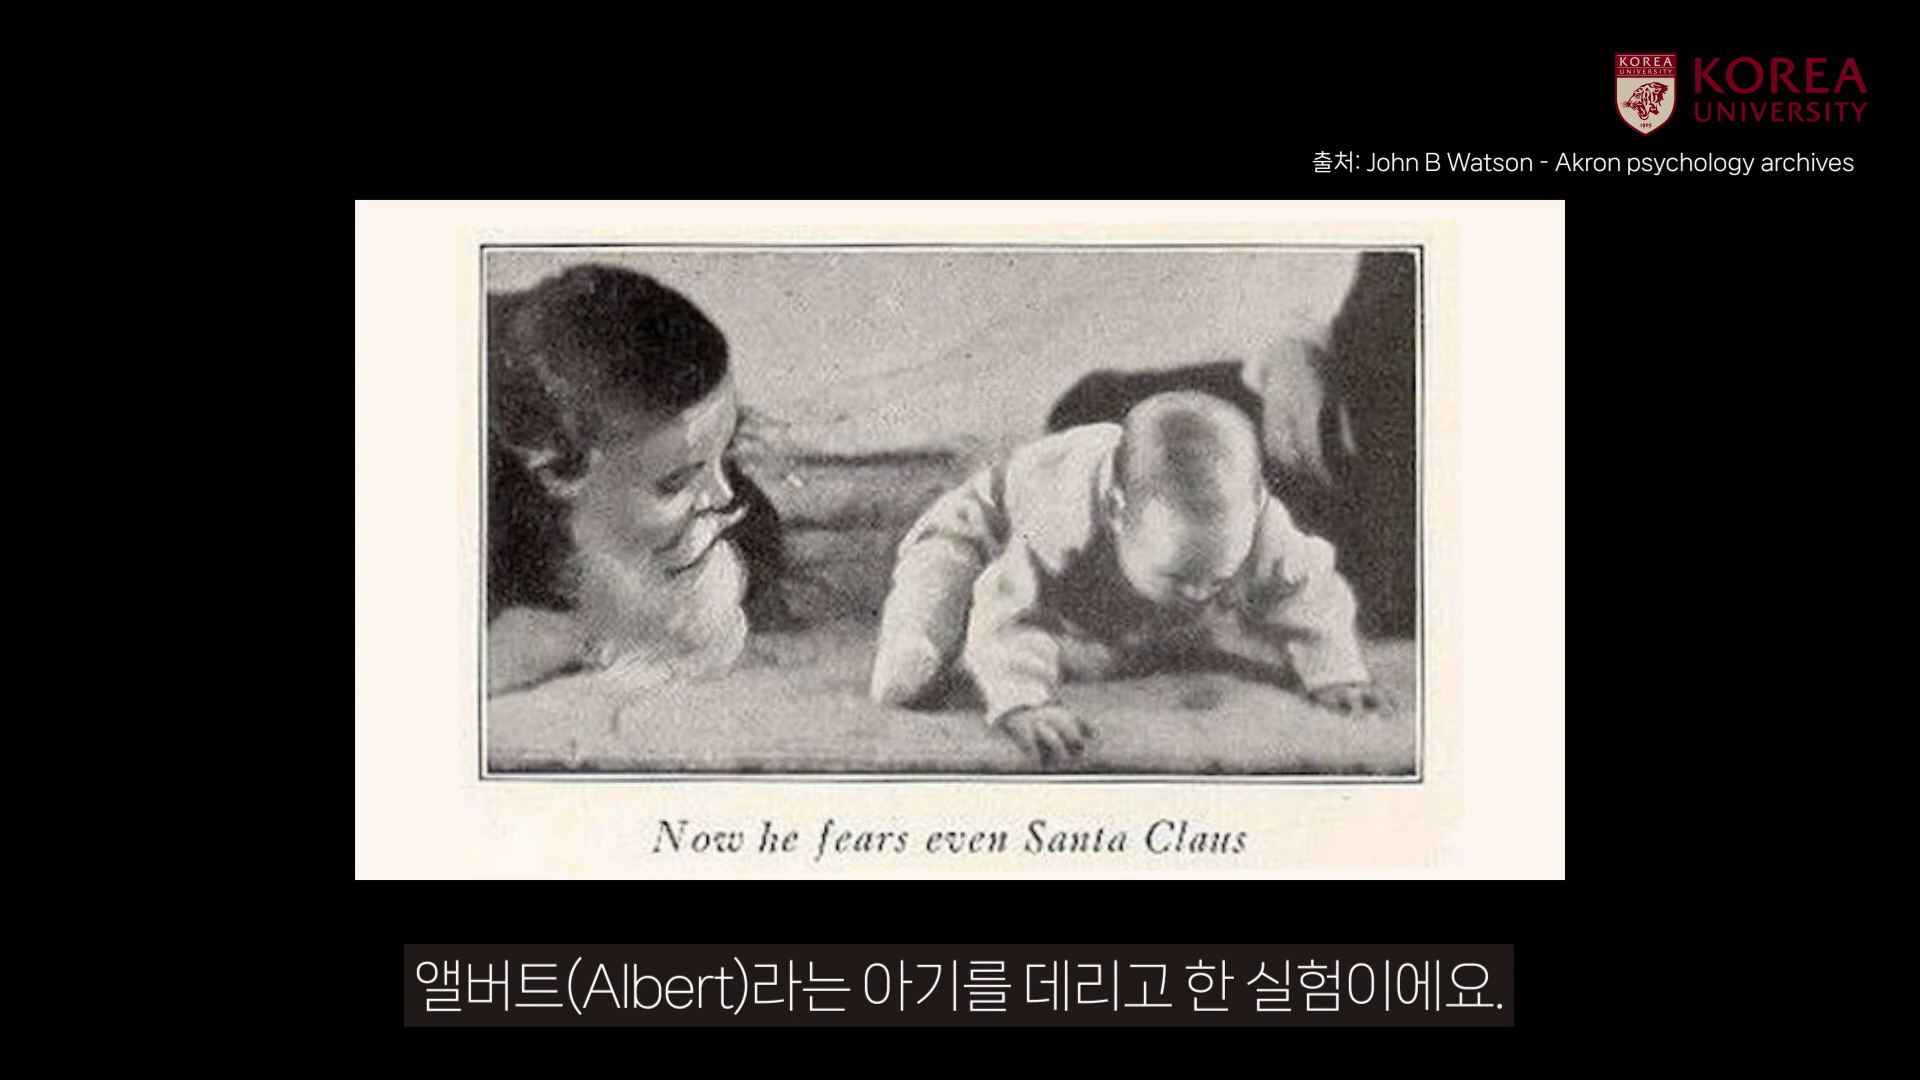 KOREA
UNIVERSITY
1905
KOREA
UNIVERSITY
출처: John B Watson - Akron psychology archives
Now he fears even Santa Claus
앨버트(Albert)라는 아기를 데리고 한 실험이에요.